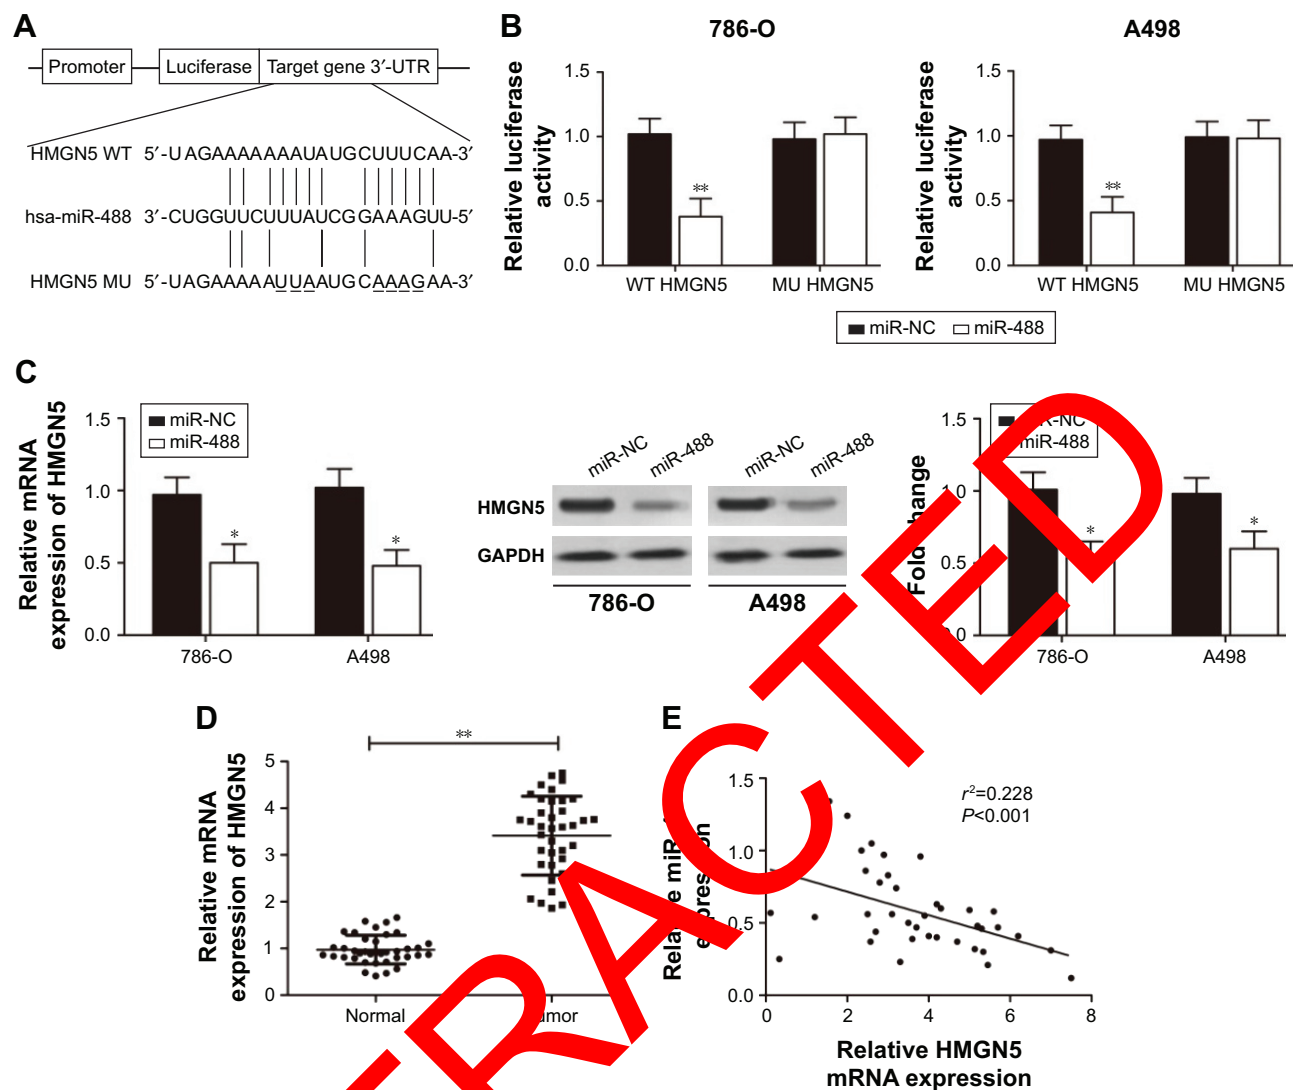 A
Promoter
Luciferase
Target gene 3′-UTR
HMGN5 WT 5′-UAGAAAAAAAUAUGCUUUCAA-3′
hsa-miR-488 3′-CUGGUUCUUUAUCGGAAAGUU-5′
HMGN5 MU 5′-UAGAAAAAUUAAUGCAAAGAA-3′
B
786-O
Relative luciferase
activity
1.5
1.0
0.5
0.0
**
WT HMGN5
MU HMGN5
A498
Relative luciferase
activity
1.5
1.0
0.5
0.0
**
WT HMGN5
MU HMGN5
miR-NC
miR-488
C
Relative mRNA
expression of HMGN5
1.5
1.0
0.5
0.0
miR-NC
miR-488
*
*
786-O
A498
miR-NC
miR-488
miR-NC
miR-488
HMGN5
GAPDH
786-O
A498
Fold change
1.5
1.0
0.5
miR-488
*
*
786-O
A498
D
Relative mRNA
expression of HMGN5
5
4
3
2
1
0
**
Normal
E
Relative
expression
1.5
1.0
0.5
0.0
r²=0.228
P<0.001
0
2
4
6
8
Relative HMGN5
mRNA expression
RACTED